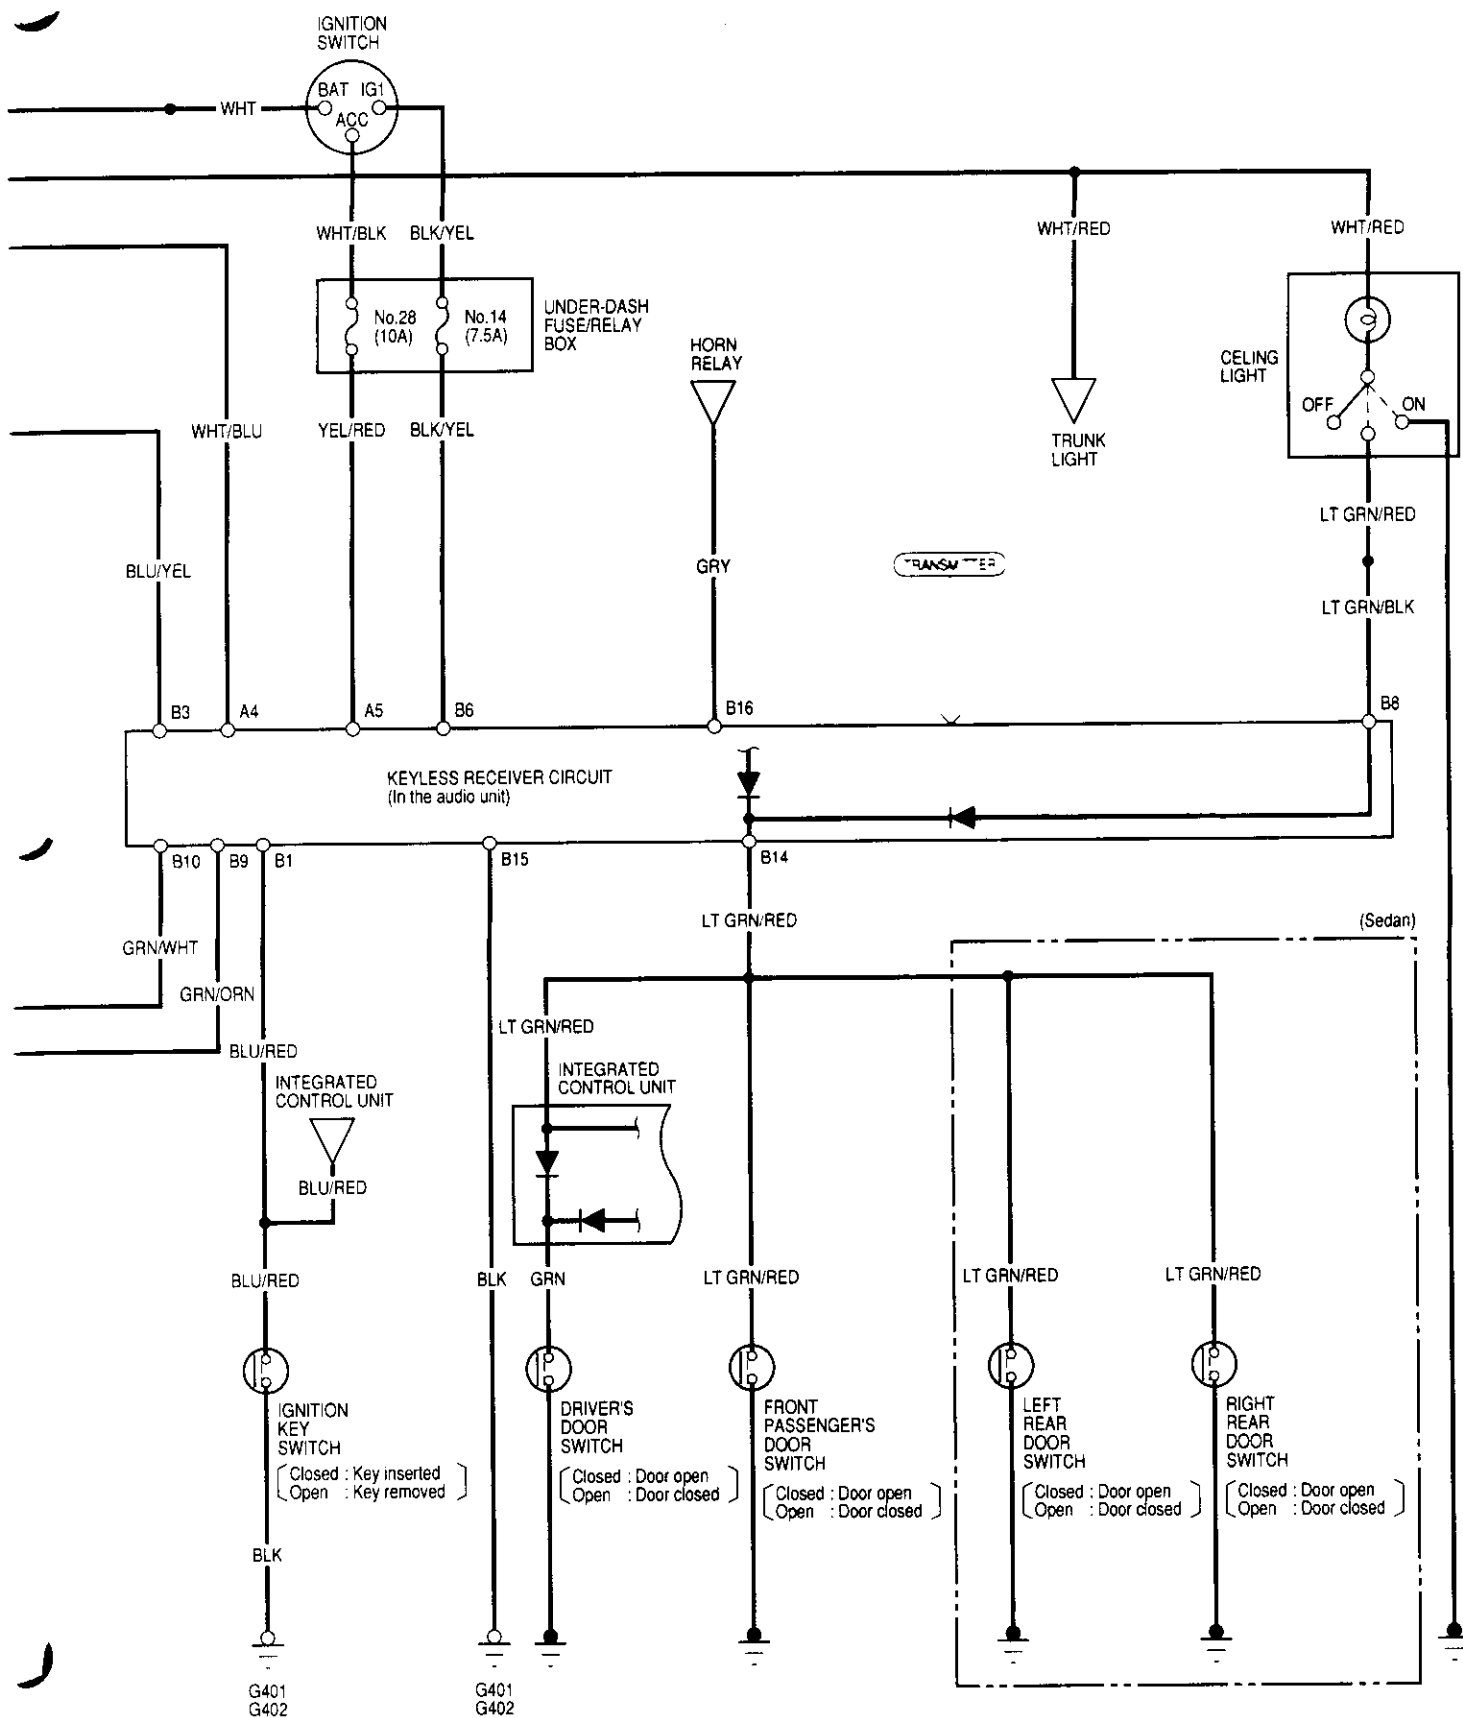 IGNITION
SWITCH
BAT IG1
ACC
WHT
WHT/BLK
BLK/YEL
WHT/RED
WHT/RED
No.28
(10A)
No.14
(7.5A)
UNDER-DASH
FUSE/RELAY
BOX
HORN
RELAY
CELING
LIGHT
OFF
ON
WHT/BLU
YEL/RED
BLK/YEL
TRUNK
LIGHT
LT GRN/RED
BLU/YEL
GRY
LT GRN/BLK
B3
A4
A5
B6
B16
B8
KEYLESS RECEIVER CIRCUIT
(In the audio unit)
B10
B9
B1
B15
B14
LT GRN/RED
(Sedan)
GRN/WHT
GRN/ORN
LT GRN/RED
BLU/RED
INTEGRATED
CONTROL UNIT
INTEGRATED
CONTROL UNIT
BLU/RED
BLU/RED
BLK
GRN
LT GRN/RED
LT GRN/RED
LT GRN/RED
IGNITION
KEY
SWITCH
Closed : Key inserted
Open : Key removed
DRIVER'S
DOOR
SWITCH
Closed : Door open
Open : Door closed
FRONT
PASSENGER'S
DOOR
SWITCH
Closed : Door open
Open : Door closed
LEFT
REAR
DOOR
SWITCH
Closed : Door open
Open : Door closed
RIGHT
REAR
DOOR
SWITCH
Closed : Door open
Open : Door closed
BLK
G401
G402
G401
G402